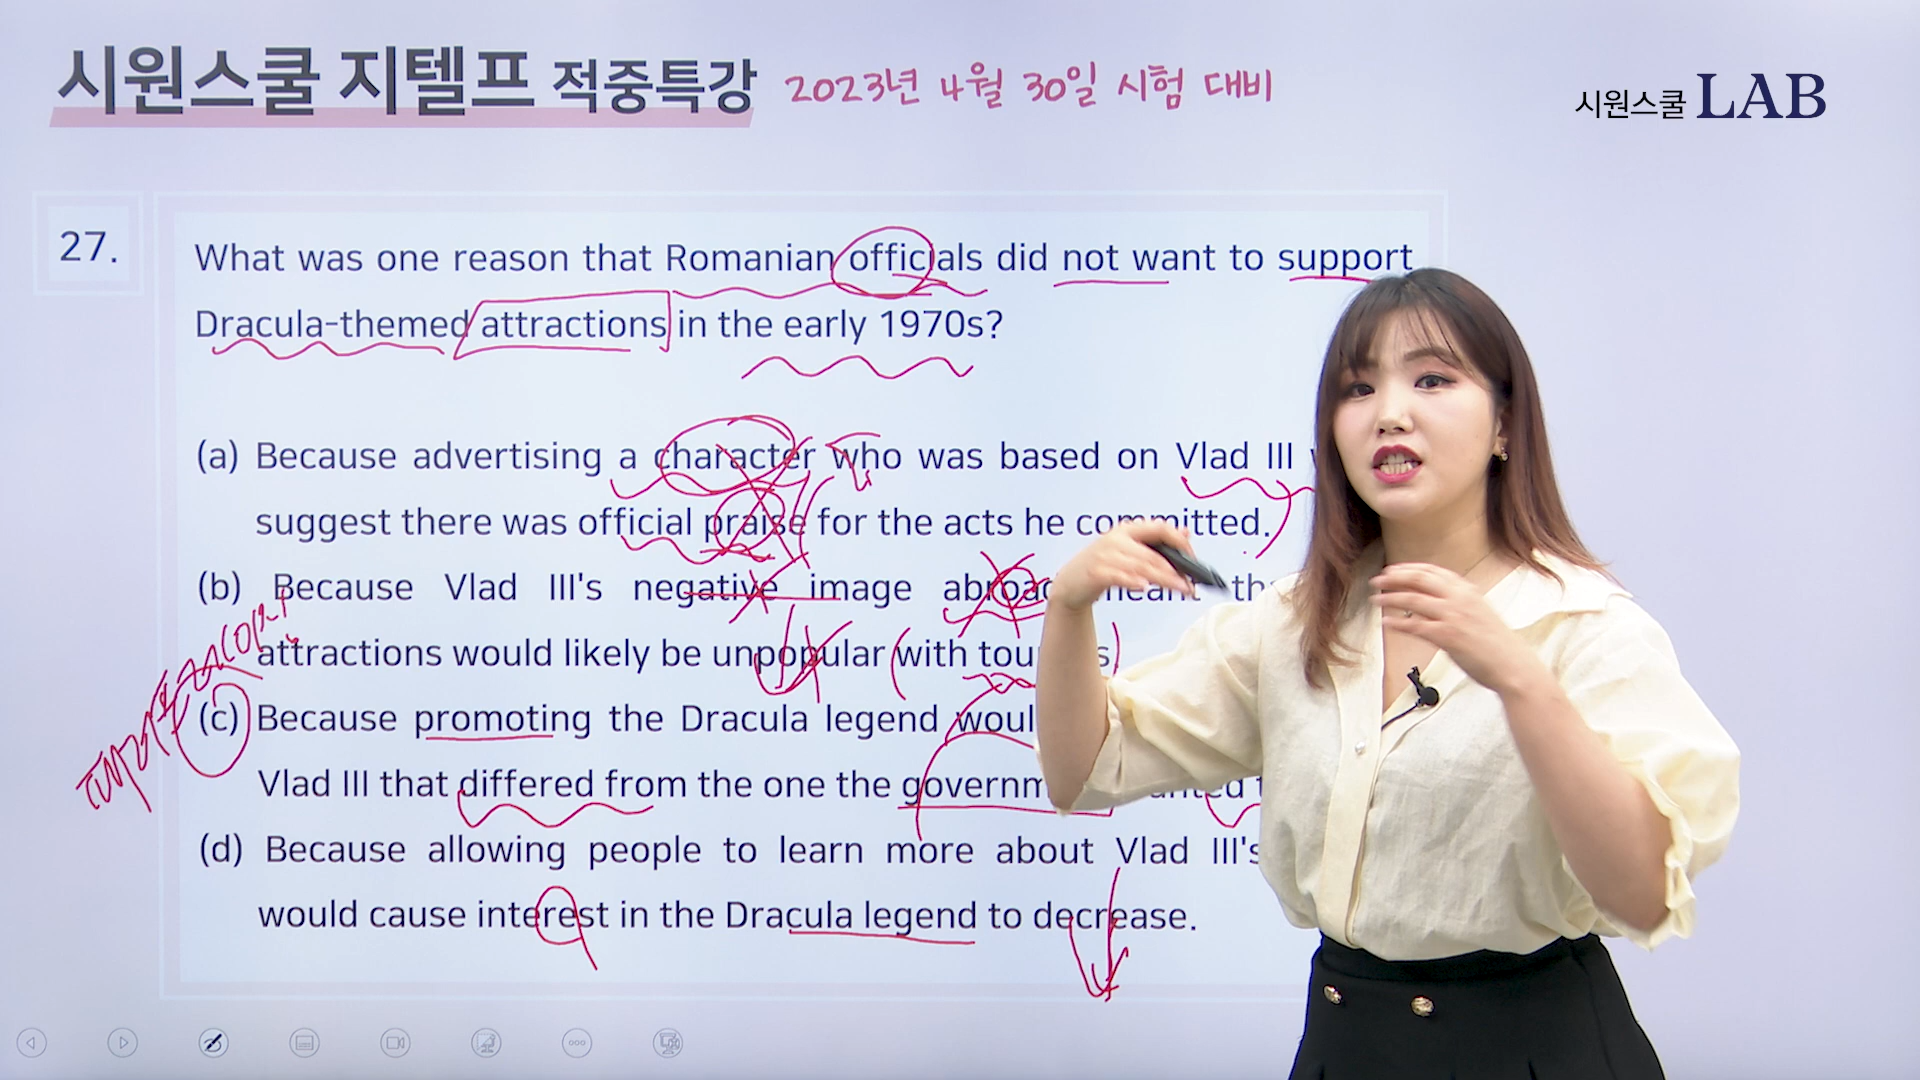 시원스쿨 지텔프 적중특강 2023년 4월 30일 시험 대비
시원스쿨 LAB
27.
What was one reason that Romanian officials did not want to support
Dracula-themed attractions in the early 1970s?
(a) Because advertising a character who was based on Vlad III
suggest there was official praise for the acts he committed.
(b) Because Vlad III's negative image abroad meant
attractions would likely be unpopular with
(c) Because promoting the Dracula legend
Vlad III that differed from the one the
(d) Because allowing people to learn more about Vlad III's
would cause interest in the Dracula legend to decrease.